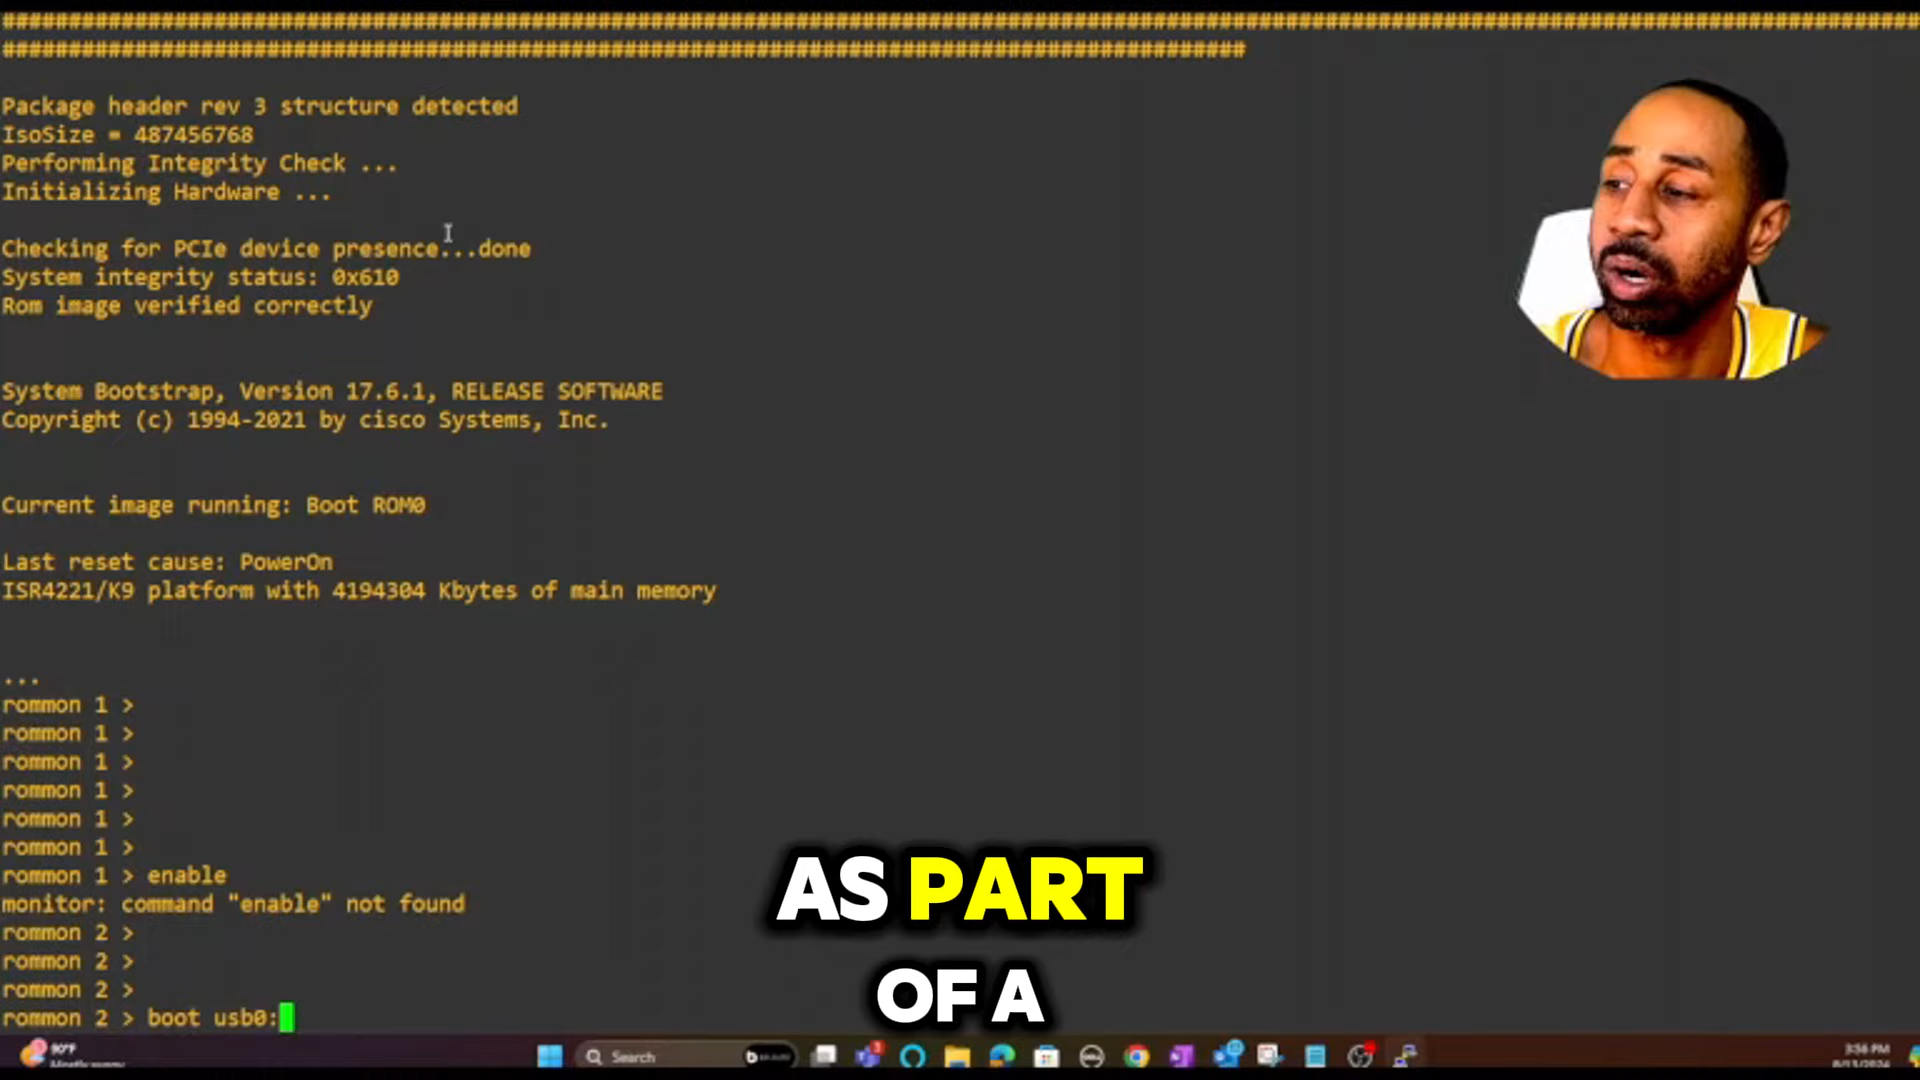 ####################################################################################################################################################
##############################################################################################
Package header rev 3 structure detected
IsoSize = 487456768
Performing Integrity Check ...
Initializing Hardware ...
Checking for PCIe device presence...done
System integrity status: 0x610
Rom image verified correctly
System Bootstrap, Version 17.6.1, RELEASE SOFTWARE
Copyright (c) 1994-2021 by cisco Systems, Inc.
Current image running: Boot ROM0
Last reset cause: PowerOn
ISR4221/K9 platform with 4194304 Kbytes of main memory
...
rommon 1 >
rommon 1 >
rommon 1 >
rommon 1 >
rommon 1 >
rommon 1 >
rommon 1 > enable
monitor: command "enable" not found
rommon 2 >
rommon 2 >
rommon 2 >
rommon 2 > boot usb0:
AS PART
OF A
90°F
Search
3:56 PM